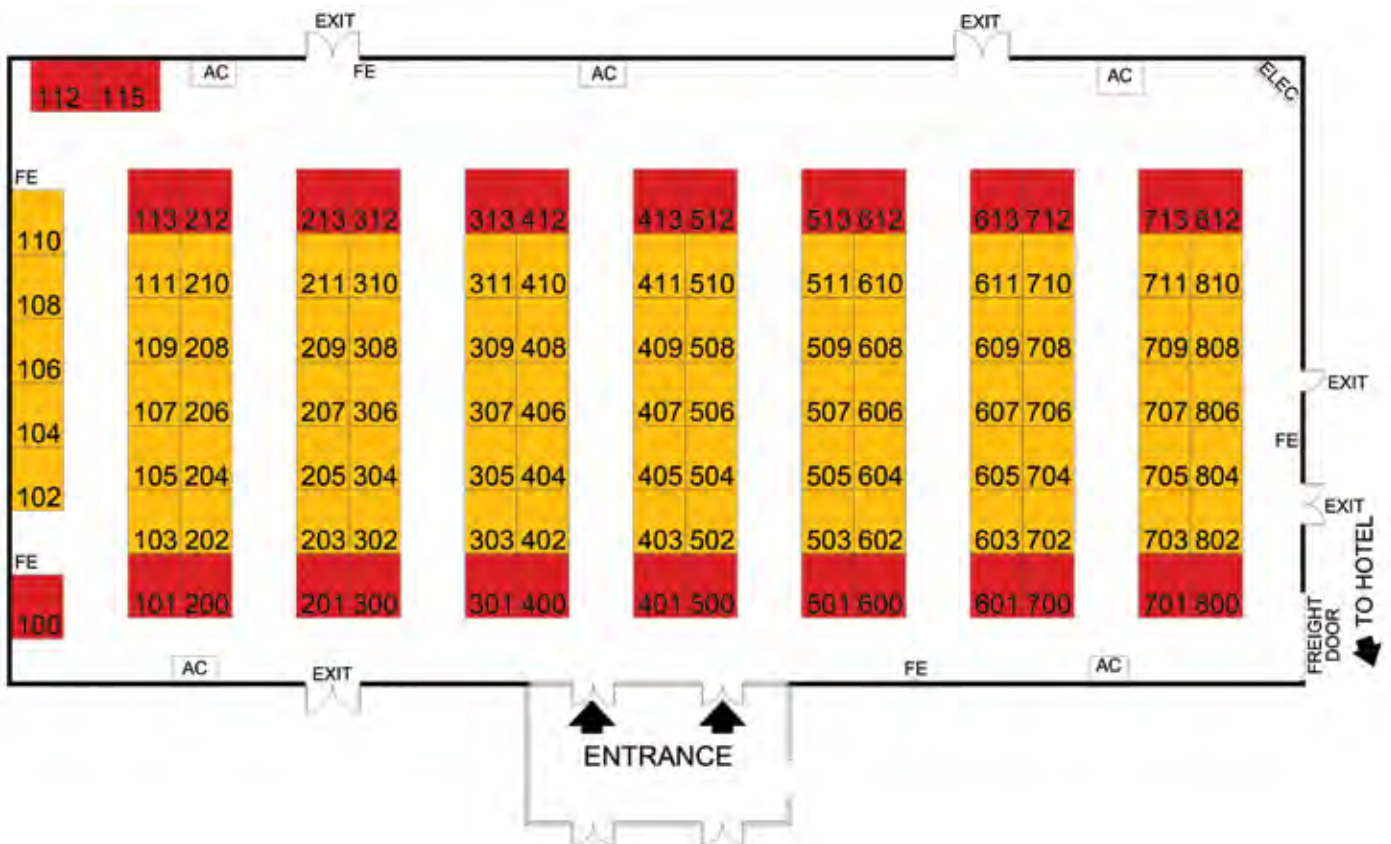 EXIT EXIT
AC FE AC AC ELEC
112 115
FE
113 212 213 312 313 412 413 512 513 612 613 712 713 812
110
111 210 211 310 311 410 411 510 511 610 611 710 711 810
108
109 208 209 308 309 408 409 508 509 608 609 708 709 808
106
EXIT
107 206 207 306 307 406 407 506 507 606 607 706 707 806
104
FE
105 204 205 304 305 404 405 504 505 604 605 704 705 804
102
EXIT
103 202 203 302 303 402 403 502 503 602 603 702 703 802
FE
101 200 201 300 301 400 401 500 501 600 601 700 701 800
100
FREIGHT
DOOR
TO HOTEL
AC EXIT FE AC
ENTRANCE